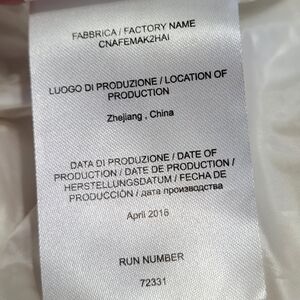 FABBRICA / FACTORY NAME
CNAFEMAK2HAI
LUOGO DI PRODUZIONE / LOCATION OF
PRODUCTION
Zhejiang , China
DATA DI PRODUZIONE / DATE OF
PRODUCTION / DATE DE PRODUCTION /
HERSTELLUNGSDATUM / FECHA DE
PRODUCCIÓN / дата производства
April 2018
RUN NUMBER
72331